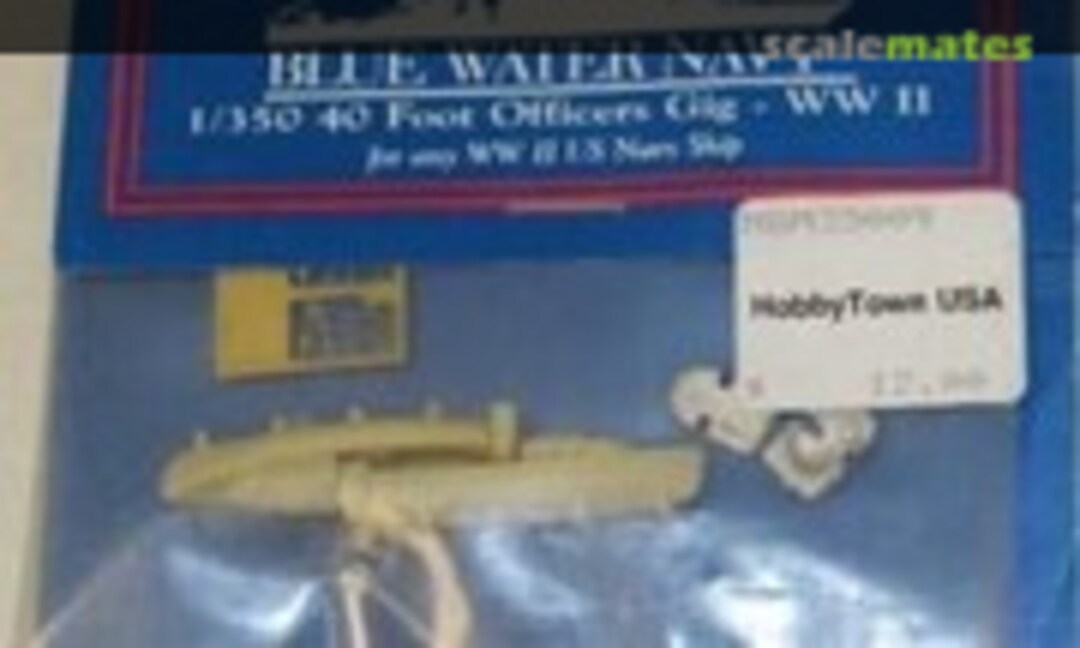 scalemates
BLUE WATER NAVY
1/350 40 Foot Officers Gig - WW II
for any WW II US Navy Ship
HobbyTown USA